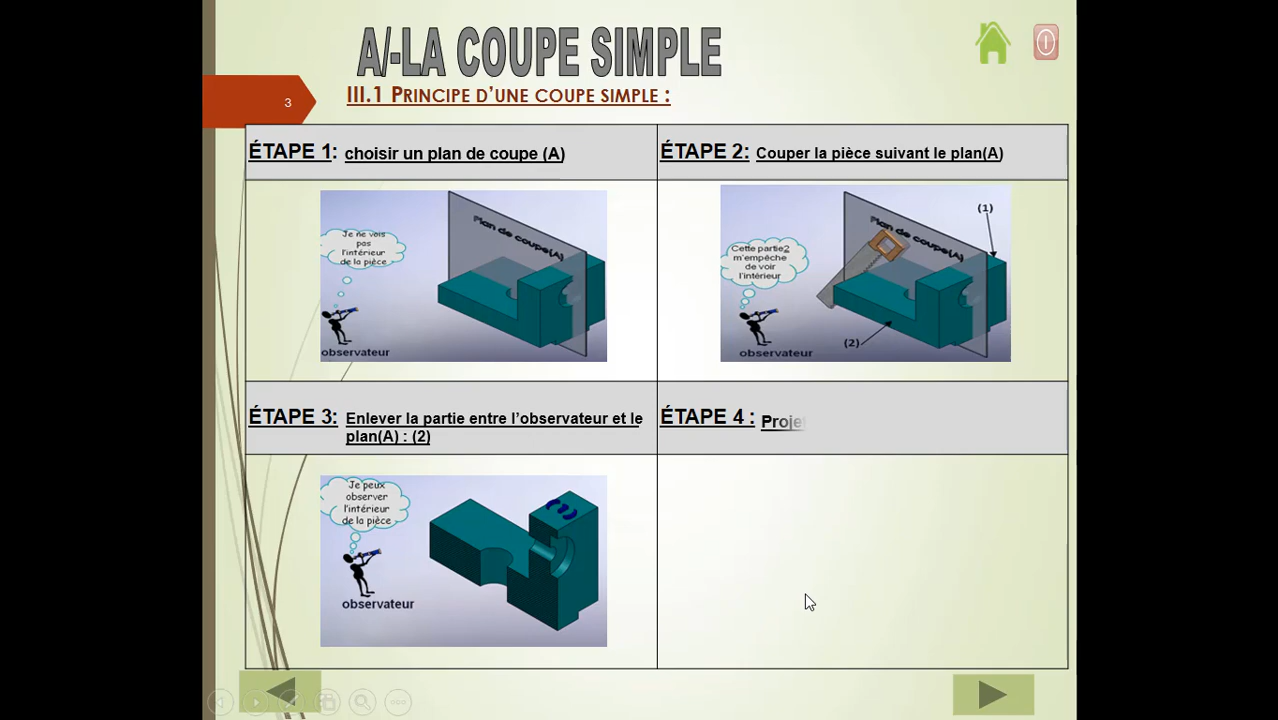 A/-LA COUPE SIMPLE
III.1 PRINCIPE D'UNE COUPE SIMPLE :
3
ÉTAPE 1: choisir un plan de coupe (A)
ÉTAPE 2: Couper la pièce suivant le plan(A)
Plan de coupe(A)
Je ne vois
pas
l'intérieur
de la pièce
observateur
(1)
Plan de coupe(A)
Cette partie2
m'empêche
de voir
l'intérieur
(2)
observateur
ÉTAPE 3: Enlever la partie entre l'observateur et le
plan(A) : (2)
ÉTAPE 4 : Proje
Je peux
observer
l'intérieur
de la pièce
(1)
observateur